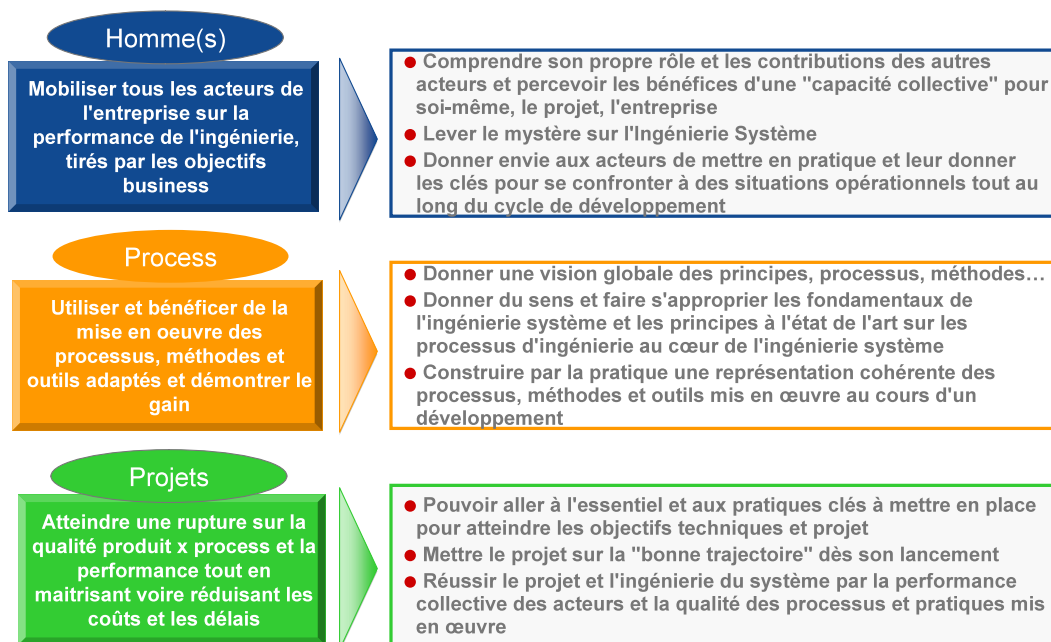 Homme(s)
Mobiliser tous les acteurs de
l'entreprise sur la
performance de l'ingénierie,
tirés par les objectifs
business
● Comprendre son propre rôle et les contributions des autres
acteurs et percevoir les bénéfices d'une "capacité collective" pour
soi-même, le projet, l'entreprise
● Lever le mystère sur l'Ingénierie Système
● Donner envie aux acteurs de mettre en pratique et leur donner
les clés pour se confronter à des situations opérationnels tout au
long du cycle de développement
Process
Utiliser et bénéficer de la
mise en oeuvre des
processus, méthodes et
outils adaptés et démontrer le
gain
● Donner une vision globale des principes, processus, méthodes…
● Donner du sens et faire s'approprier les fondamentaux de
l'ingénierie système et les principes à l'état de l'art sur les
processus d'ingénierie au cœur de l'ingénierie système
● Construire par la pratique une représentation cohérente des
processus, méthodes et outils mis en œuvre au cours d'un
développement
Projets
Atteindre une rupture sur la
qualité produit x process et la
performance tout en
maitrisant voire réduisant les
coûts et les délais
● Pouvoir aller à l'essentiel et aux pratiques clés à mettre en place
pour atteindre les objectifs techniques et projet
● Mettre le projet sur la "bonne trajectoire" dès son lancement
● Réussir le projet et l'ingénierie du système par la performance
collective des acteurs et la qualité des processus et pratiques mis
en œuvre